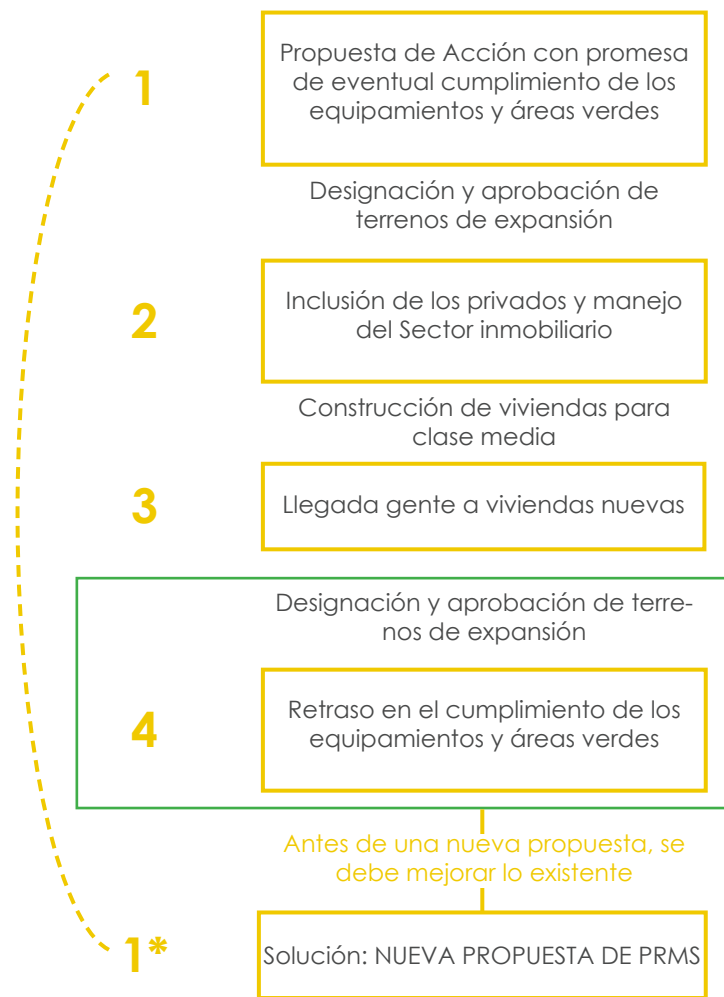 1
Propuesta de Acción con promesa
de eventual cumplimiento de los
equipamientos y áreas verdes
Designación y aprobación de
terrenos de expansión
2
Inclusión de los privados y manejo
del Sector inmobiliario
Construcción de viviendas para
clase media
3
Llegada gente a viviendas nuevas
Designación y aprobación de terre-
nos de expansión
4
Retraso en el cumplimiento de los
equipamientos y áreas verdes
Antes de una nueva propuesta, se
debe mejorar lo existente
1*
Solución: NUEVA PROPUESTA DE PRMS